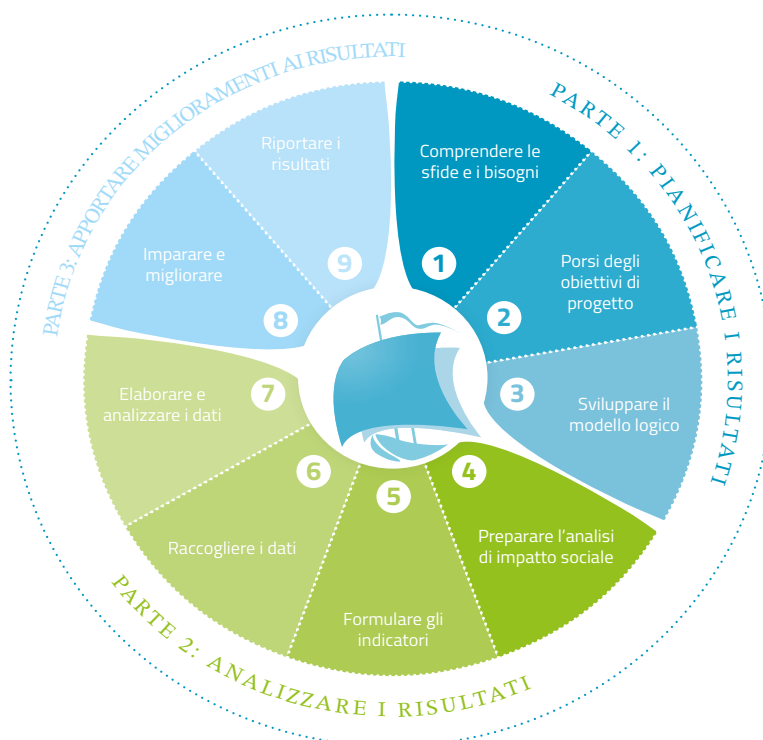 PARTE 1: PIANIFICARE I RISULTATI
1
Comprendere le
sfide e i bisogni
2
Porsi degli
obiettivi di
progetto
3
Sviluppare il
modello logico
PARTE 2: ANALIZZARE I RISULTATI
4
Preparare l’analisi
di impatto sociale
5
Formulare gli
indicatori
6
Raccogliere i dati
7
Elaborare e
analizzare i dati
PARTE 3: APPORTARE MIGLIORAMENTI AI RISULTATI
8
Imparare e
migliorare
9
Riportare i
risultati